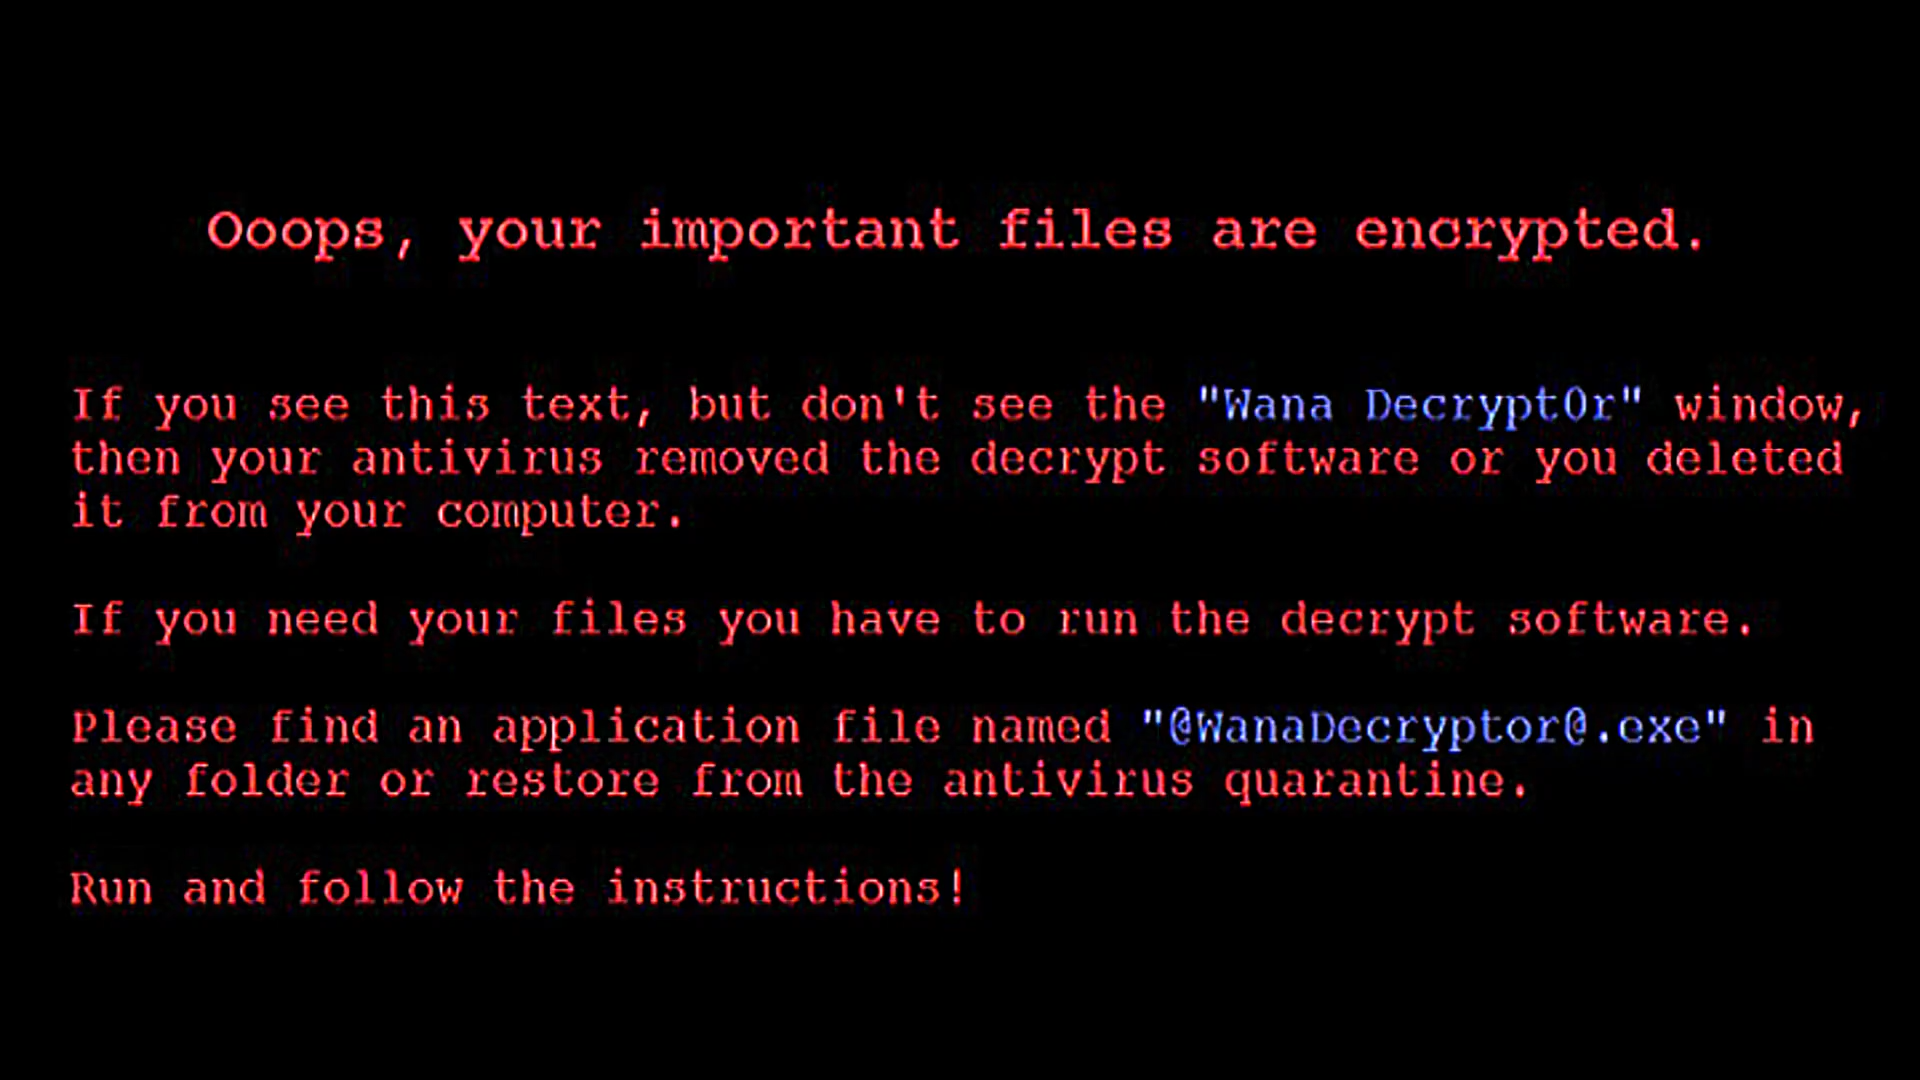 Ooops, your important files are encrypted.
If you see this text, but don't see the "Wana Decrypt0r" window,
then your antivirus removed the decrypt software or you deleted
it from your computer.
If you need your files you have to run the decrypt software.
Please find an application file named "@WanaDecryptor@.exe" in
any folder or restore from the antivirus quarantine.
Run and follow the instructions!